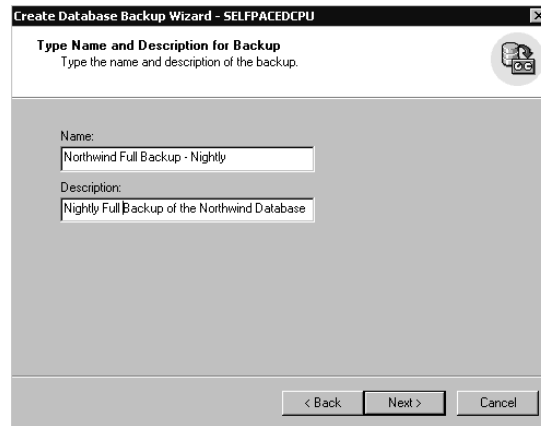 Create Database Backup Wizard - SELFPACEDCPU
Type Name and Description for Backup
Type the name and description of the backup.
Name:
Northwind Full Backup - Nightly
Description:
Nightly Full Backup of the Northwind Database
< Back Next > Cancel